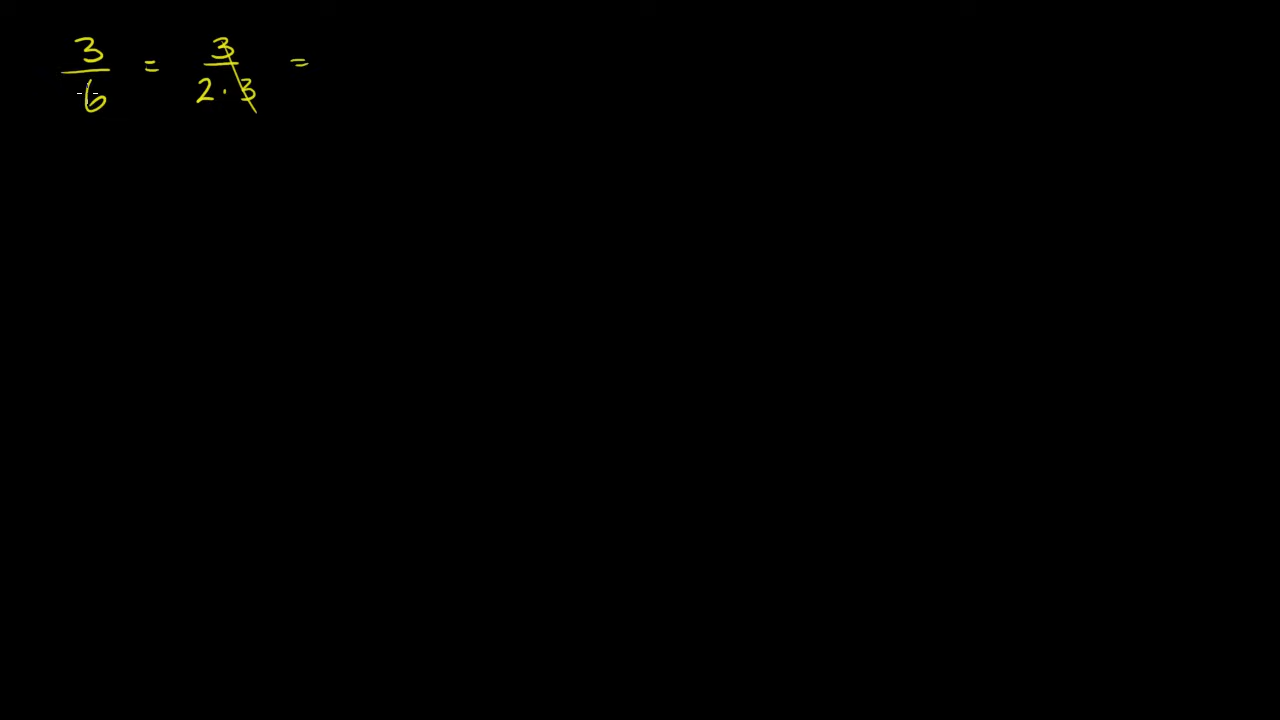 3/6 = 3/2·3 =